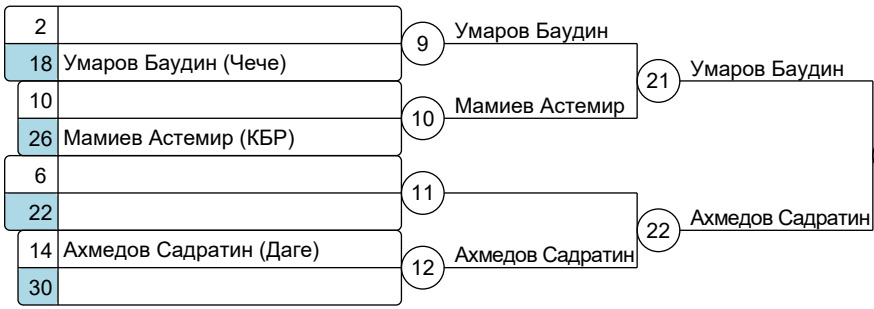 2
18 Умаров Баудин (Чече)
10
26 Мамиев Астемир (КБР)
6
22
14 Ахмедов Садратин (Даге)
30
9
10
11
12
Умаров Баудин
Мамиев Астемир
Ахмедов Садратин
21
22
Умаров Баудин
Ахмедов Садратин